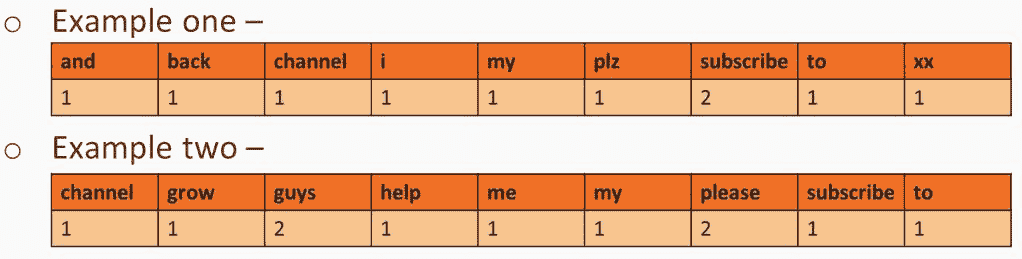 o Example one –
and back channel i my plz subscribe to xx
1 1 1 1 1 1 2 1 1
o Example two –
channel grow guys help me my please subscribe to
1 1 2 1 1 1 2 1 1